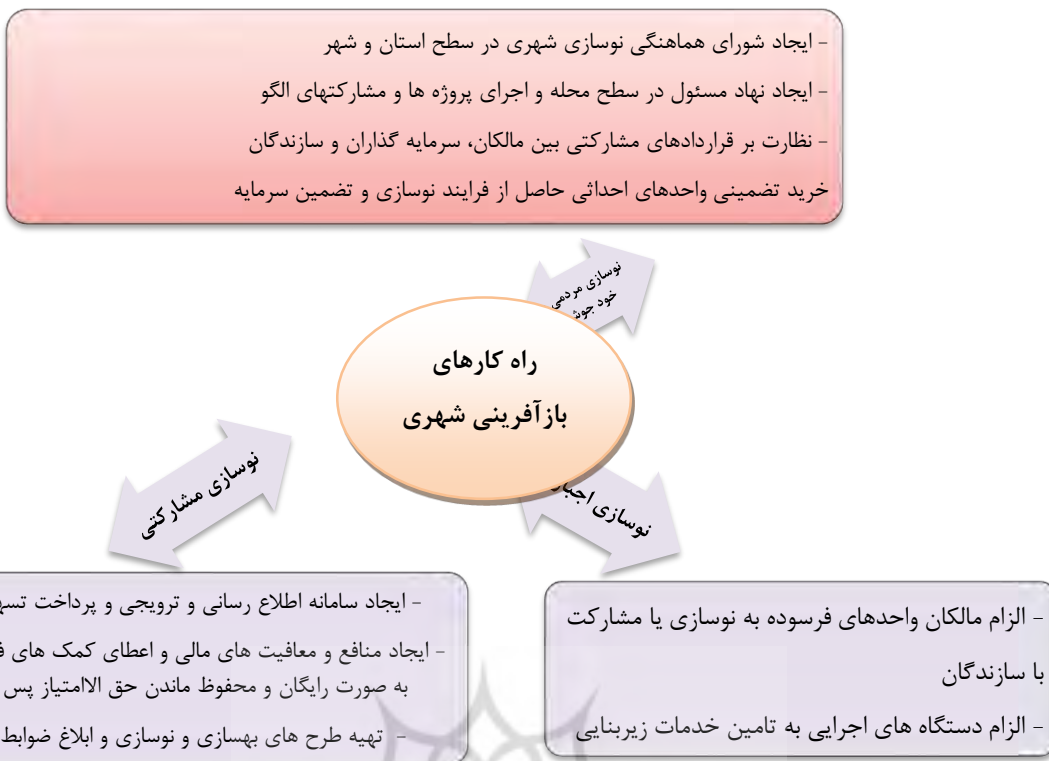 - ایجاد شورای هماهنگی نوسازی شهری در سطح استان و شهر
- ایجاد نهاد مسئول در سطح محله و اجرای پروژه ها و مشارکتهای الگو
- نظارت بر قراردادهای مشارکتی بین مالکان، سرمایه گذاران و سازندگان
خرید تضمینی واحدهای احداثی حاصل از فرایند نوسازی و تضمین سرمایه
نوسازی مردمی
خود
راه کارهای
بازآفرینی شهری
نوسازی مشارکتی
نوسازی
- ایجاد سامانه اطلاع رسانی و ترویجی و پرداخت
- ایجاد منافع و معافیت های مالی و اعطای کمک های
به صورت رایگان و محفوظ ماندن حق الاامتیاز پس
- تهیه طرح های بهسازی و نوسازی و ابلاغ ضوابط
- الزام مالکان واحدهای فرسوده به نوسازی یا مشارکت
با سازندگان
- الزام دستگاه های اجرایی به تامین خدمات زیربنایی